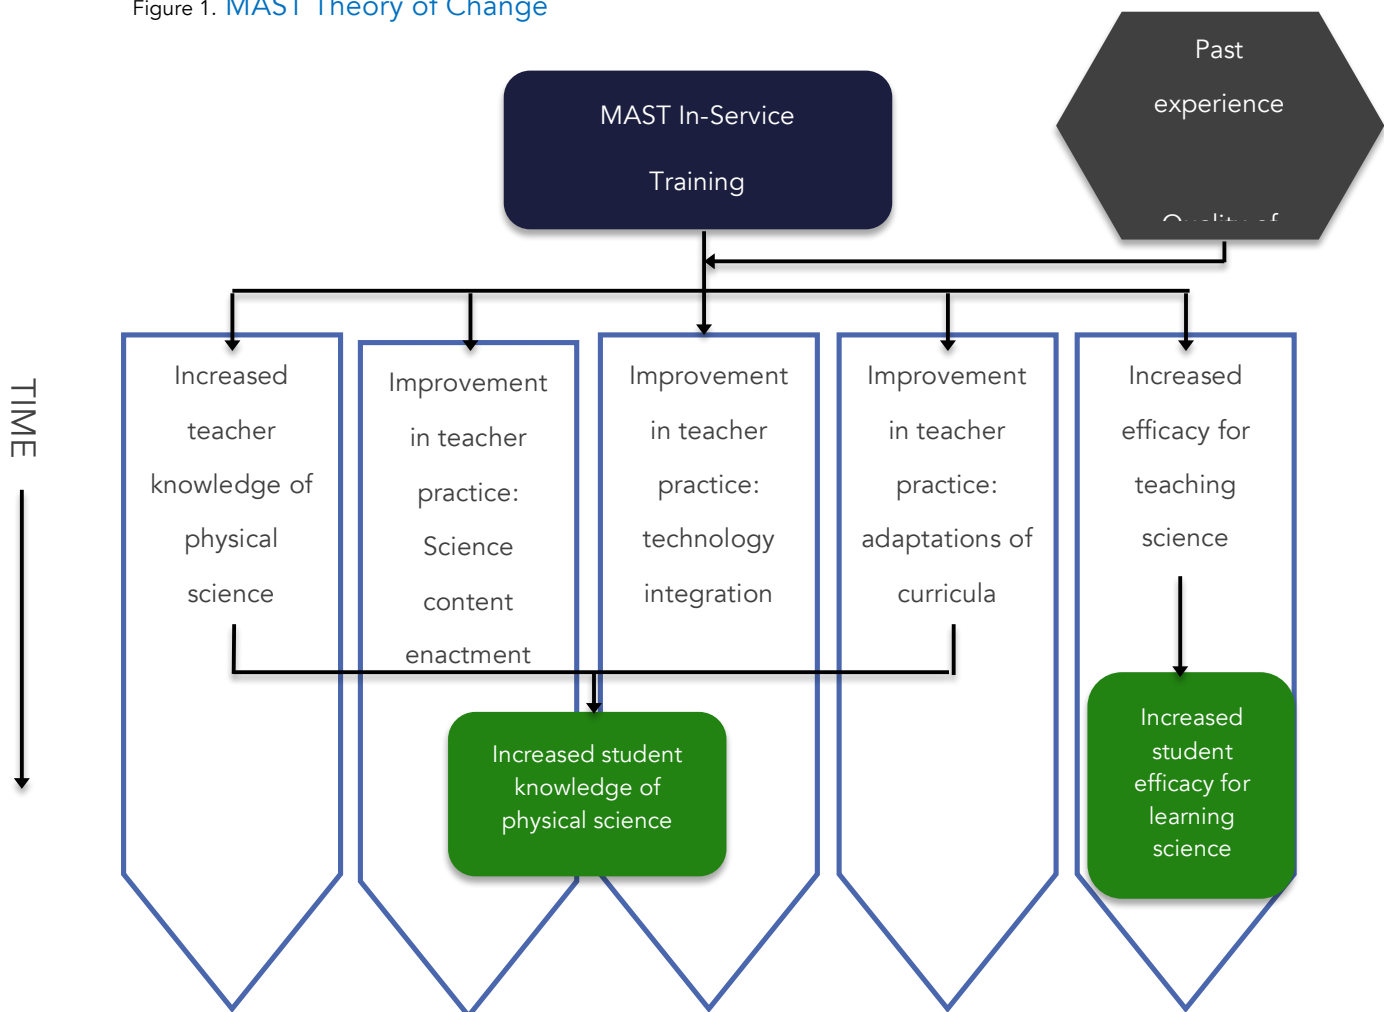 Figure 1. MAST Theory of Change
Past
experience
Quality of
MAST In-Service
Training
TIME
Increased
teacher
knowledge of
physical
science
Improvement
in teacher
practice:
Science
content
enactment
Improvement
in teacher
practice:
technology
integration
Improvement
in teacher
practice:
adaptations of
curricula
Increased
efficacy for
teaching
science
Increased student
knowledge of
physical science
Increased
student
efficacy for
learning
science